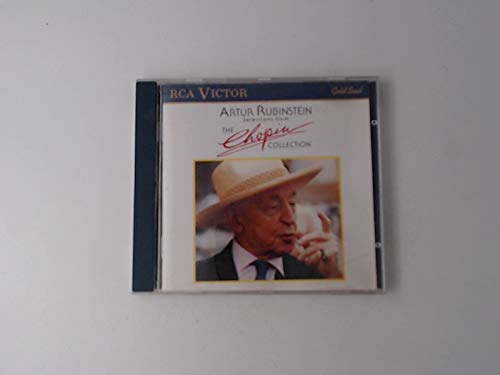 RCA VICTOR Gold Seal
ARTUR RUBINSTEIN
Selections from
THE Chopin COLLECTION